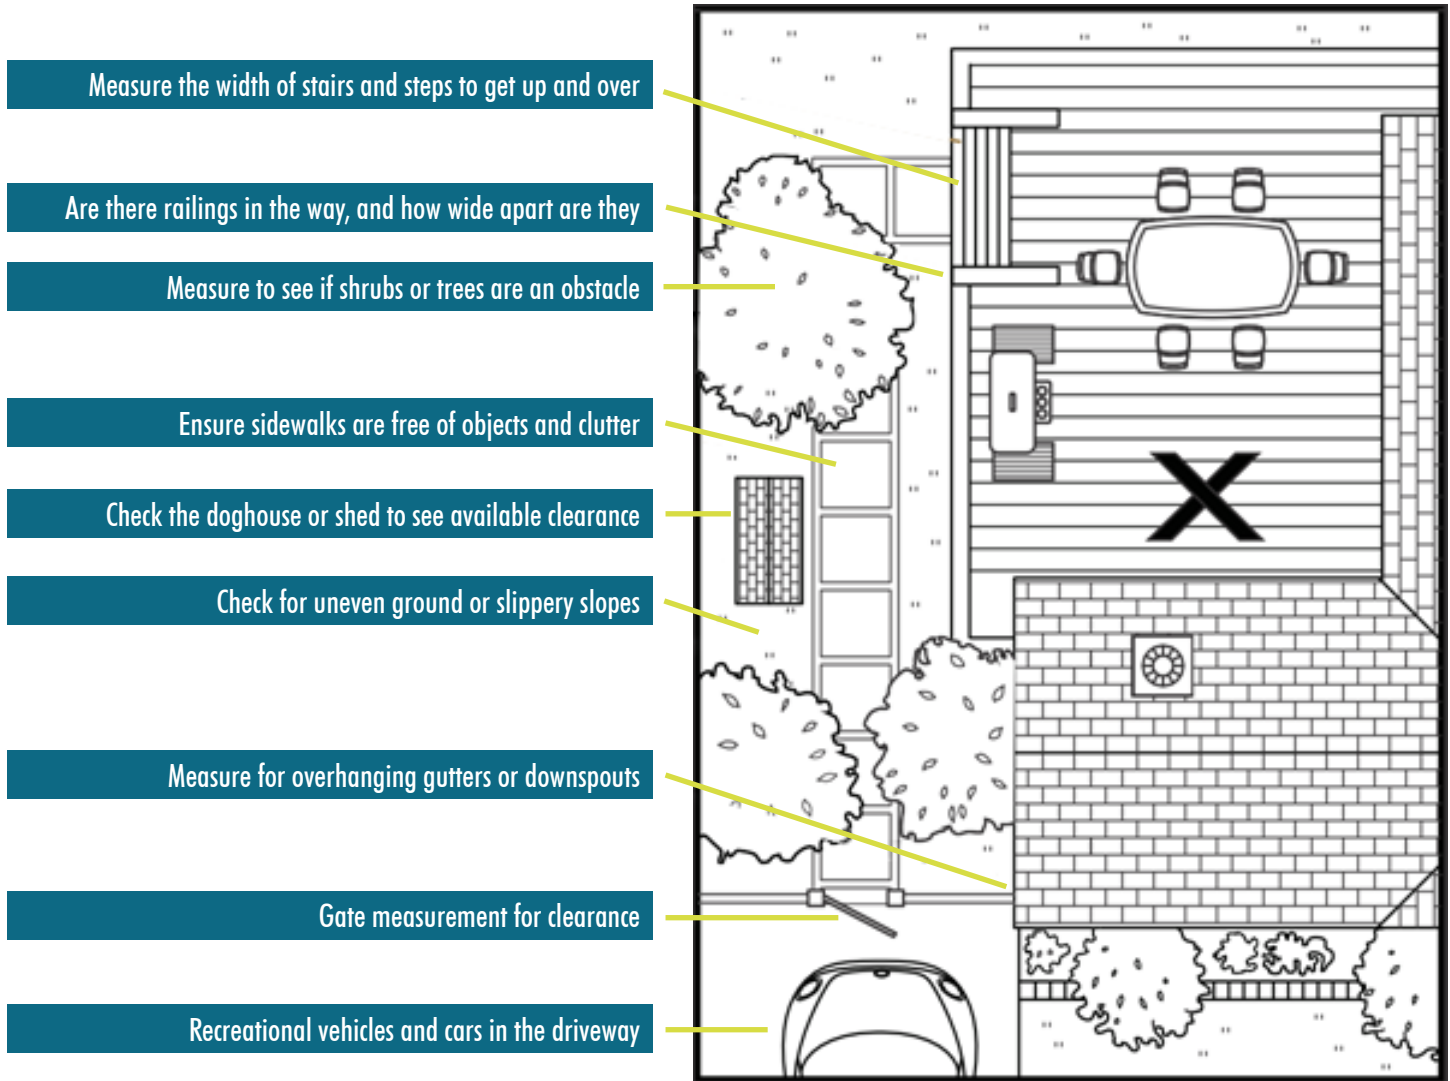 Measure the width of stairs and steps to get up and over
Are there railings in the way, and how wide apart are they
Measure to see if shrubs or trees are an obstacle
Ensure sidewalks are free of objects and clutter
Check the doghouse or shed to see available clearance
Check for uneven ground or slippery slopes
Measure for overhanging gutters or downspouts
Gate measurement for clearance
Recreational vehicles and cars in the driveway